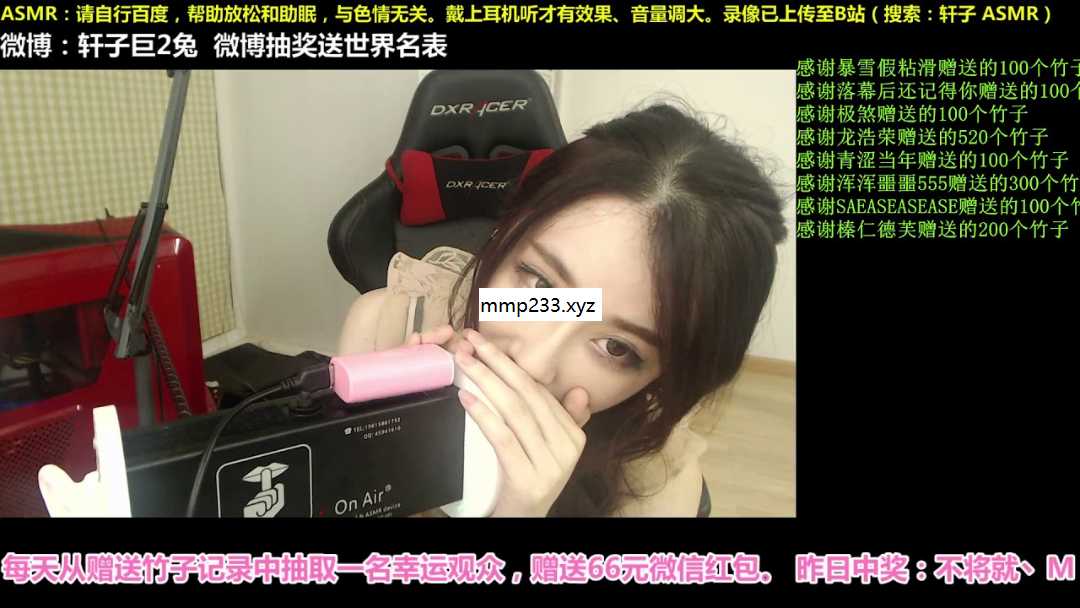 ASMR：请自行百度，帮助放松和助眠，与色情无关。戴上耳机听才有效果、音量调大。录像已上传至B站（搜索：轩子 ASMR）
微博：轩子巨2兔 微博抽奖送世界名表
感谢暴雪假粘滑赠送的100个竹子
感谢落幕后还记得你赠送的100个
感谢极煞赠送的100个竹子
感谢龙浩荣赠送的520个竹子
感谢青涩当年赠送的100个竹子
感谢浑浑噩噩555赠送的300个竹
感谢SAEASEASEASE赠送的100个竹
感谢榛仁德芙赠送的200个竹子
DXRACER
DXRACER
mmp233.xyz
On Air®
每天从赠送竹子记录中抽取一名幸运观众，赠送66元微信红包。 昨日中奖：不将就丶 M